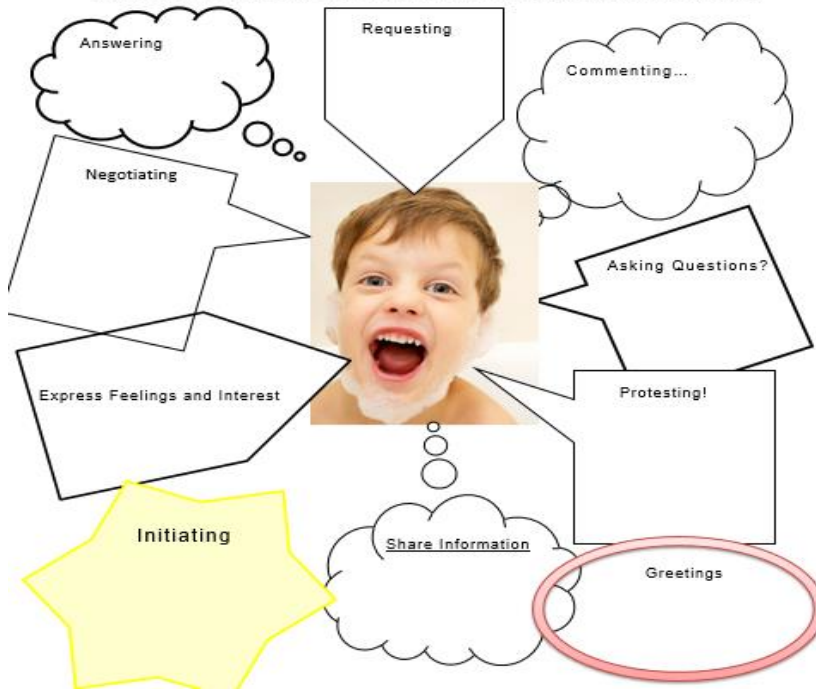 Answering
Requesting
Commenting...
Negotiating
Asking Questions?
Express Feelings and Interest
Protesting!
Initiating
Share Information
Greetings